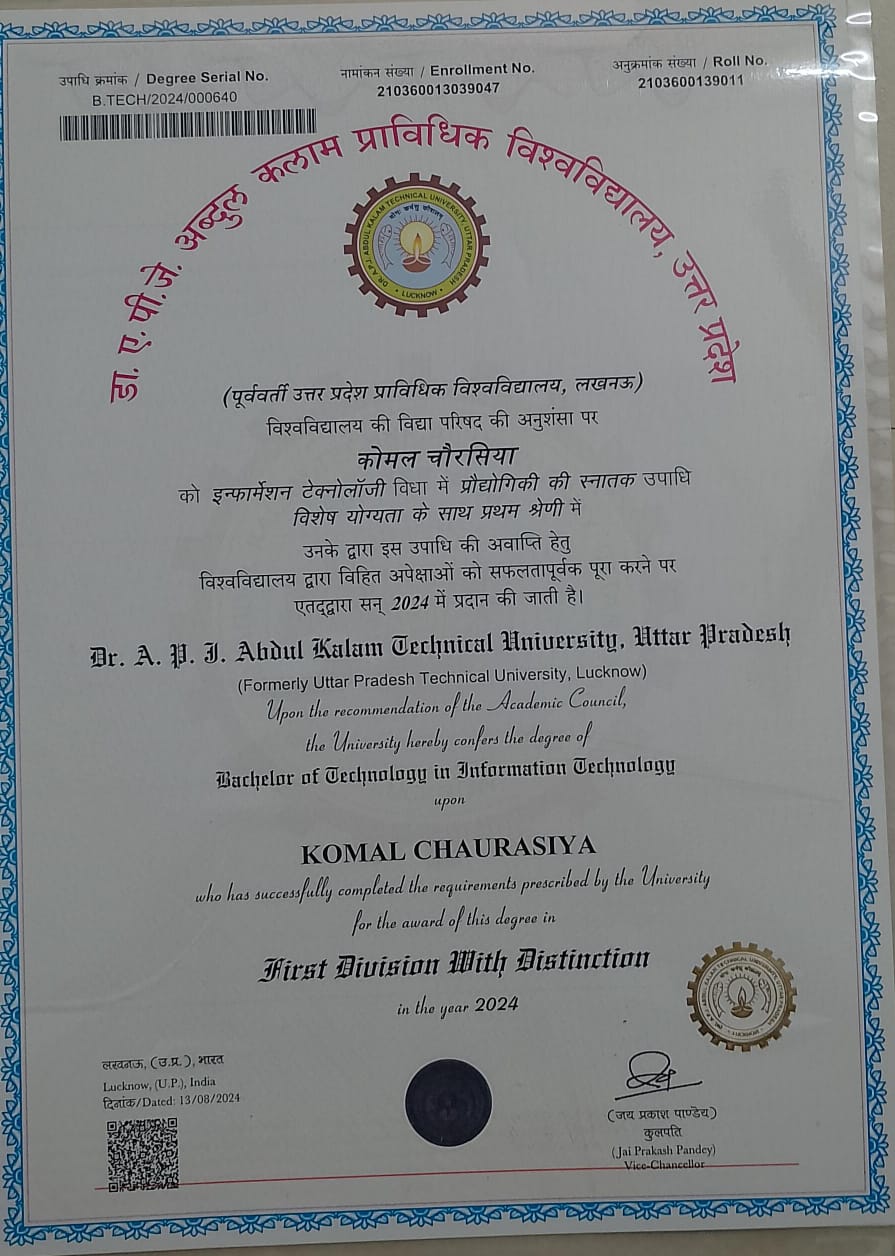 उपाधि क्रमांक / Degree Serial No.
B.TECH/2024/000640
नामांकन संख्या / Enrollment No.
210360013039047
अनुक्रमांक संख्या / Roll No.
2103600139011
डा. ए. पी. जे. अब्दुल कलाम प्राविधिक विश्वविद्यालय, उत्तर प्रदेश
DR. A.P.J. ABDUL KALAM TECHNICAL UNIVERSITY UTTAR PRADESH
• LUCKNOW •
(पूर्ववर्ती उत्तर प्रदेश प्राविधिक विश्वविद्यालय, लखनऊ)
विश्वविद्यालय की विद्या परिषद की अनुशंसा पर
कोमल चौरसिया
को इन्फार्मेशन टेक्नोलॉजी विधा में प्रौद्योगिकी की स्नातक उपाधि
विशेष योग्यता के साथ प्रथम श्रेणी में
उनके द्वारा इस उपाधि की अवाप्ति हेतु
विश्वविद्यालय द्वारा विहित अपेक्षाओं को सफलतापूर्वक पूरा करने पर
एतद्द्वारा सन् 2024 में प्रदान की जाती है।
Dr. A. P. J. Abdul Kalam Technical University, Uttar Pradesh
(Formerly Uttar Pradesh Technical University, Lucknow)
Upon the recommendation of the Academic Council,
the University hereby confers the degree of
Bachelor of Technology in Information Technology
upon
KOMAL CHAURASIYA
who has successfully completed the requirements prescribed by the University
for the award of this degree in
First Division With Distinction
in the year 2024
लखनऊ, (उ.प्र.), भारत
Lucknow, (U.P.), India
दिनांक/Dated: 13/08/2024
(जय प्रकाश पाण्डेय)
कुलपति
(Jai Prakash Pandey)
Vice-Chancellor